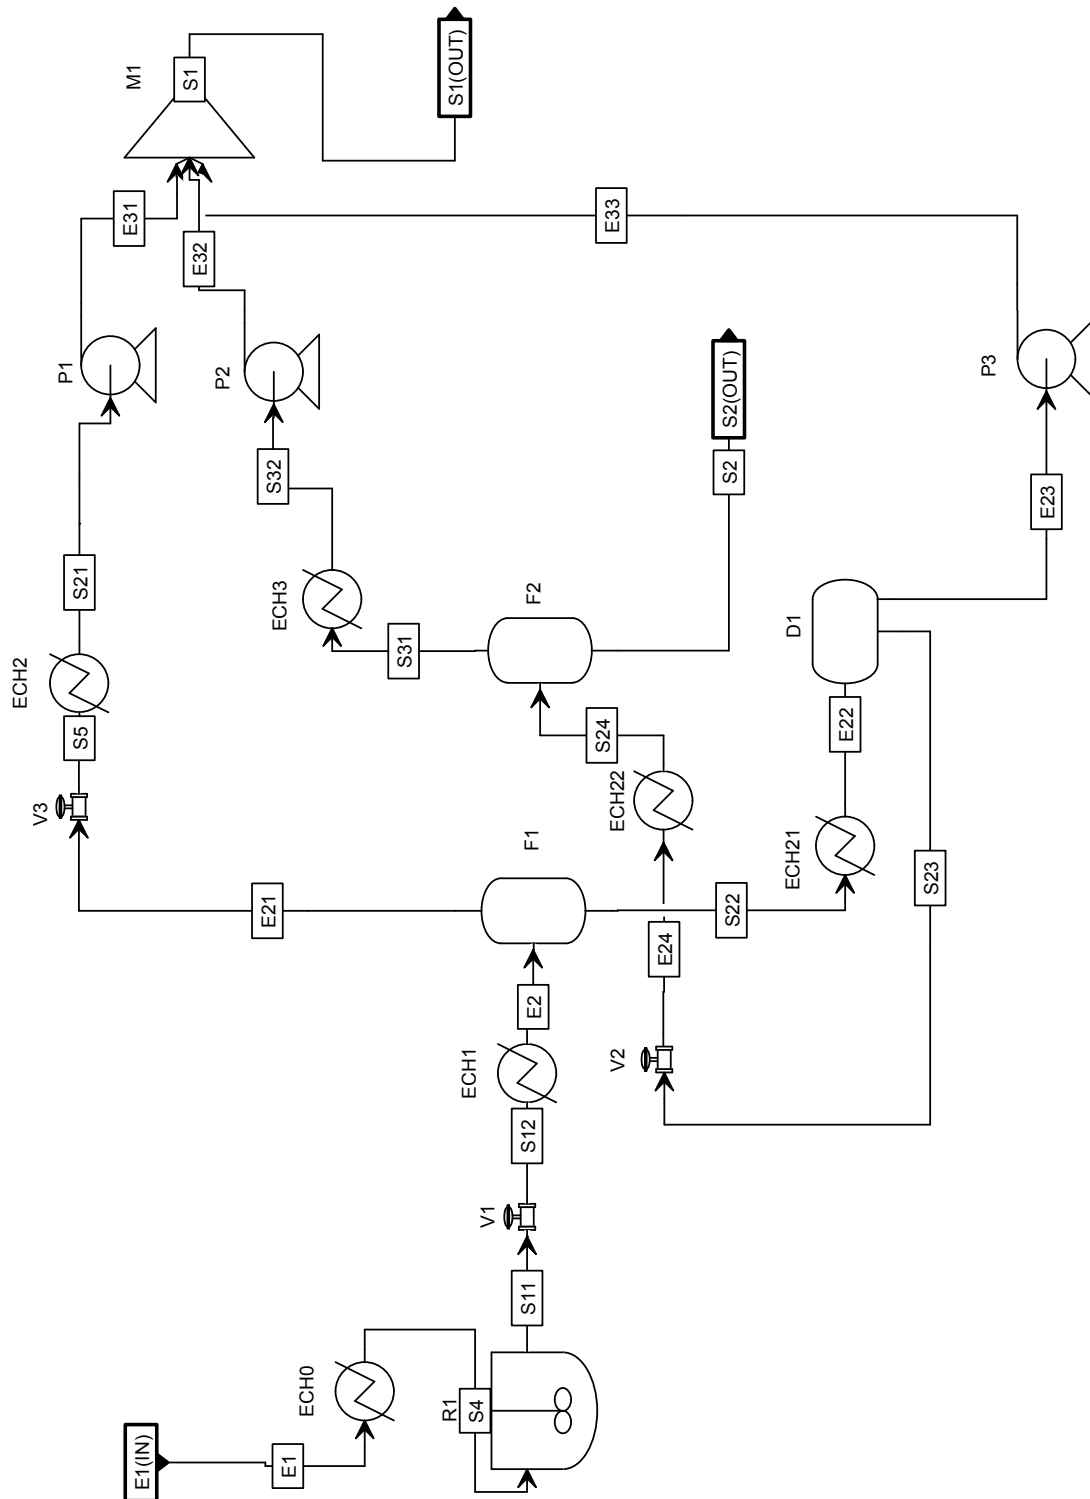 E1(IN)
E1
ECH0
R1
S4
S11
V1
S12
ECH1
E2
F1
E21
V3
S5
ECH2
S21
P1
E31
M1
S1
S1(OUT)
S22
ECH21
E22
D1
S23
V2
E24
ECH22
S24
F2
S31
ECH3
S32
P2
E32
S2
S2(OUT)
E23
P3
E33